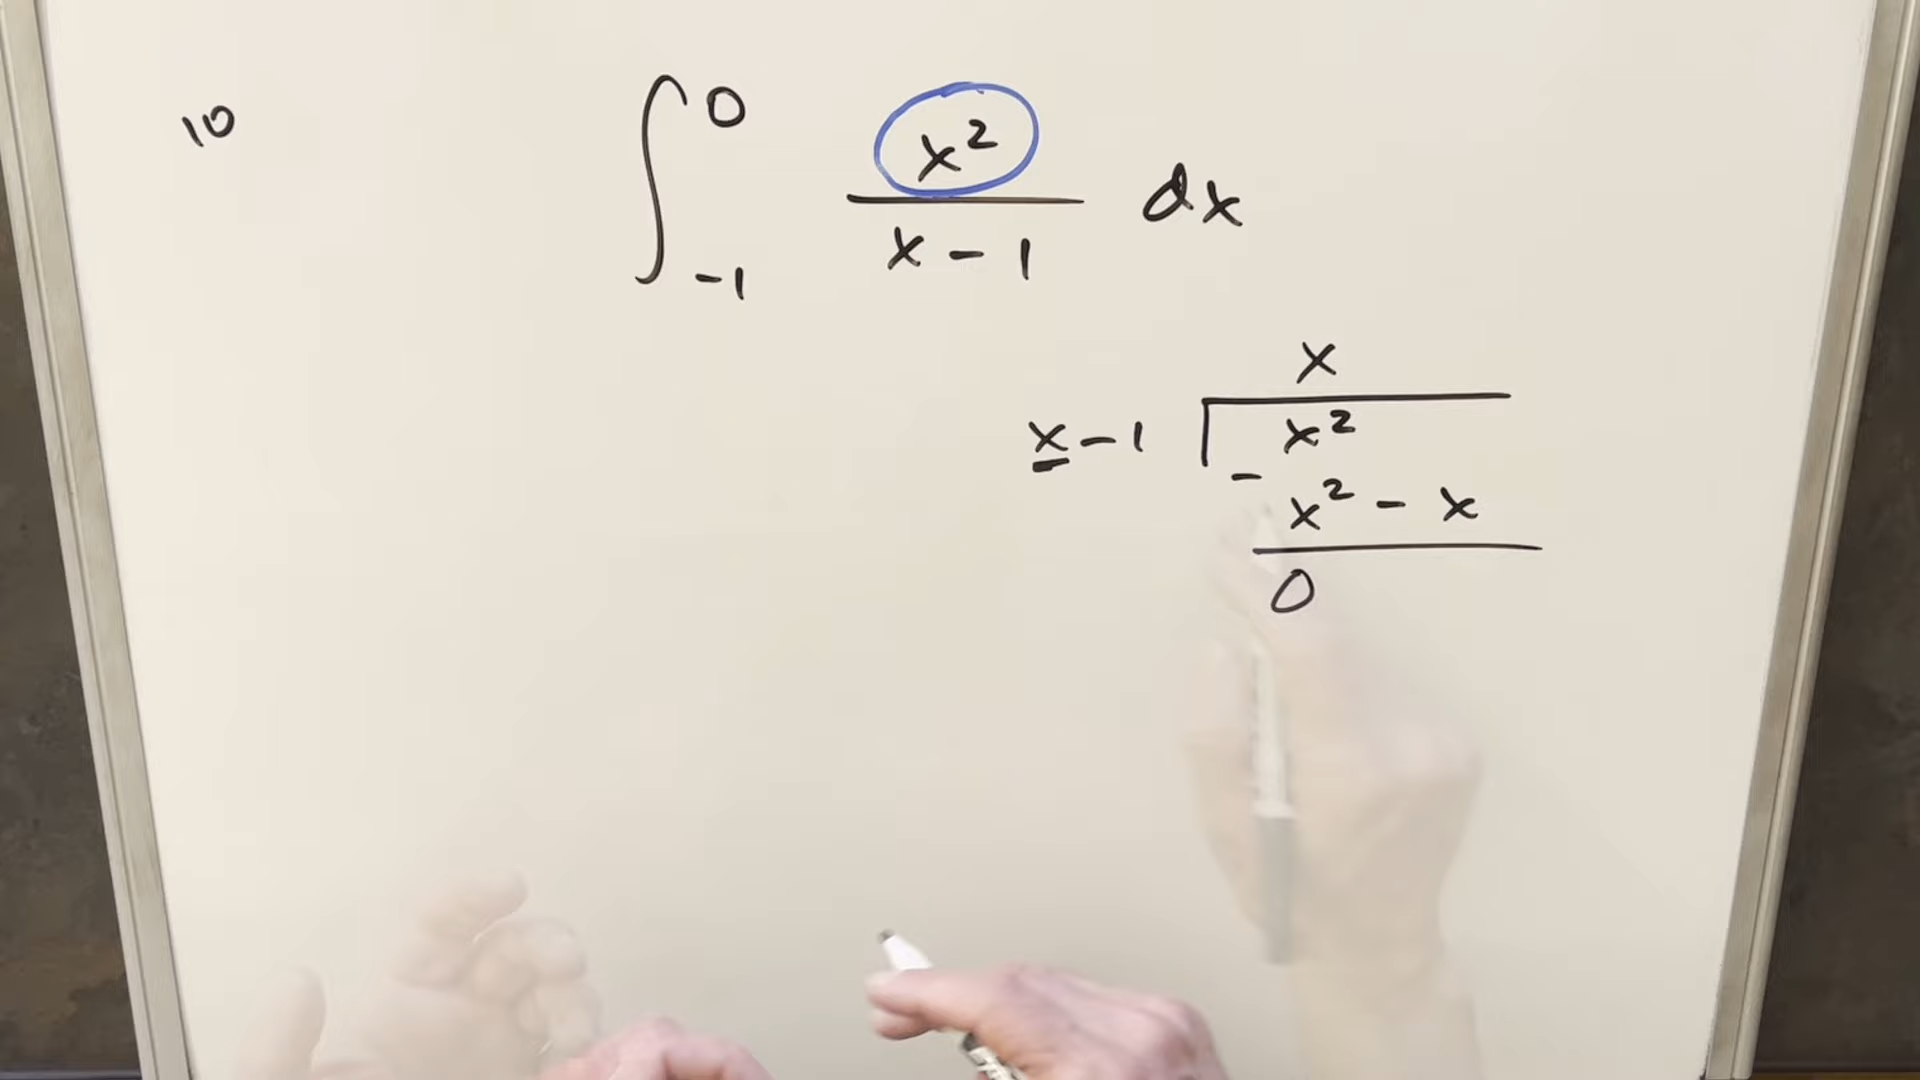 10
∫_{-1}^{0} x² / (x - 1) dx
x
x - 1 | x²
- x² - x
0